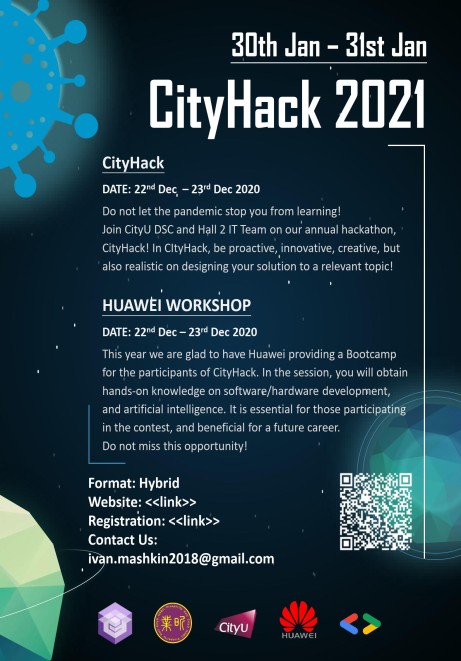 30th Jan – 31st Jan
CityHack 2021
CityHack
DATE: 22nd Dec – 23rd Dec 2020
Do not let the pandemic stop you from learning!
Join CityU DSC and Hall 2 IT Team on our annual hackathon,
CityHack! In CItyHack, be proactive, innovative, creative, but
also realistic on designing your solution to a relevant topic!
HUAWEI WORKSHOP
DATE: 22nd Dec – 23rd Dec 2020
This year we are glad to have Huawei providing a Bootcamp
for the participants of CityHack. In the session, you will obtain
hands-on knowledge on software/hardware development,
and artificial intelligence. It is essential for those participating
in the contest, and beneficial for a future career.
Do not miss this opportunity!
Format: Hybrid
Website: <<link>>
Registration: <<link>>
Contact Us:
ivan.mashkin2018@gmail.com
CityU
HUAWEI